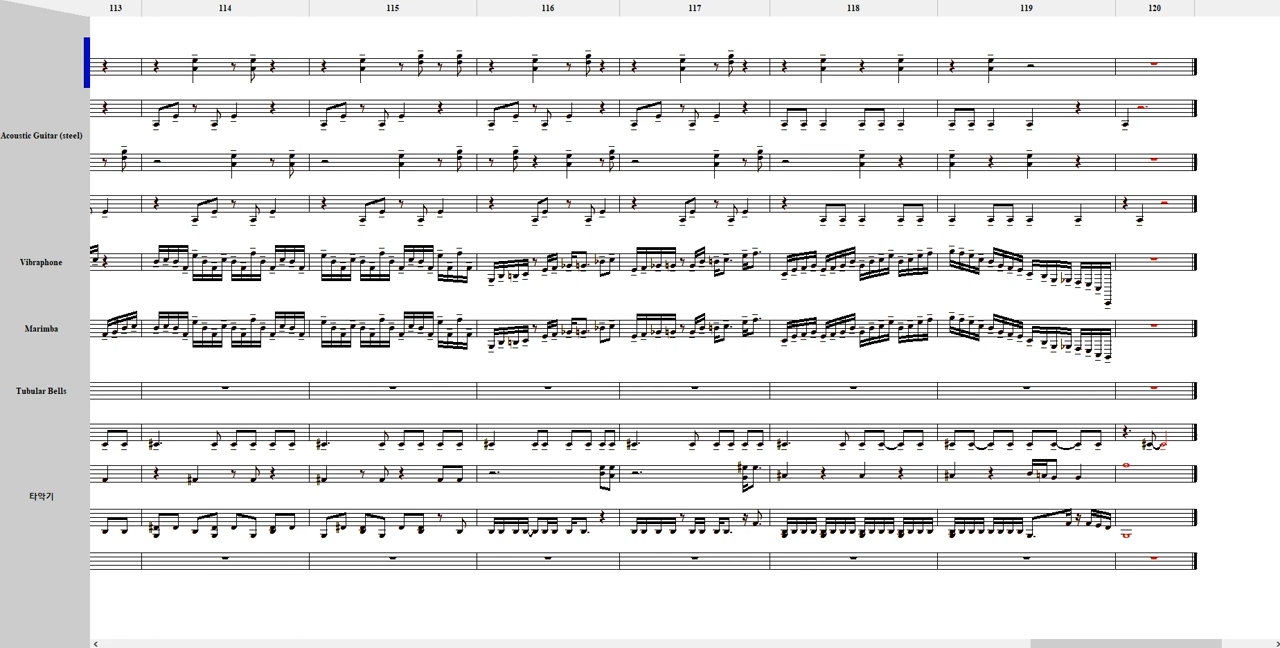 113 114 115 116 117 118 119 120
Acoustic Guitar (steel)
Vibraphone
Marimba
Tubular Bells
타악기